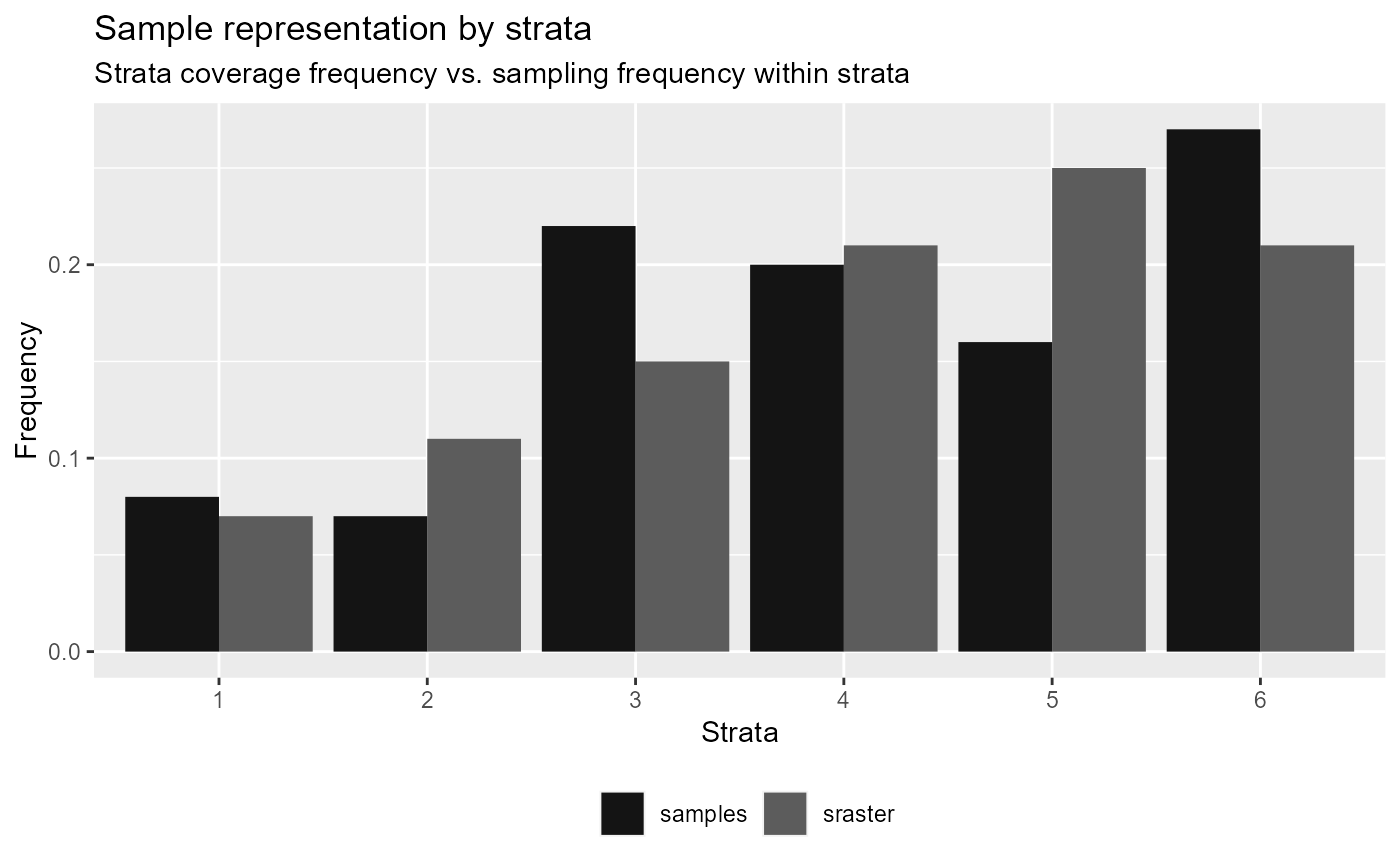 Sample representation by strata
Strata coverage frequency vs. sampling frequency within strata
Frequency
0.2
0.1
0.0
1 2 3 4 5 6
Strata
samples sraster